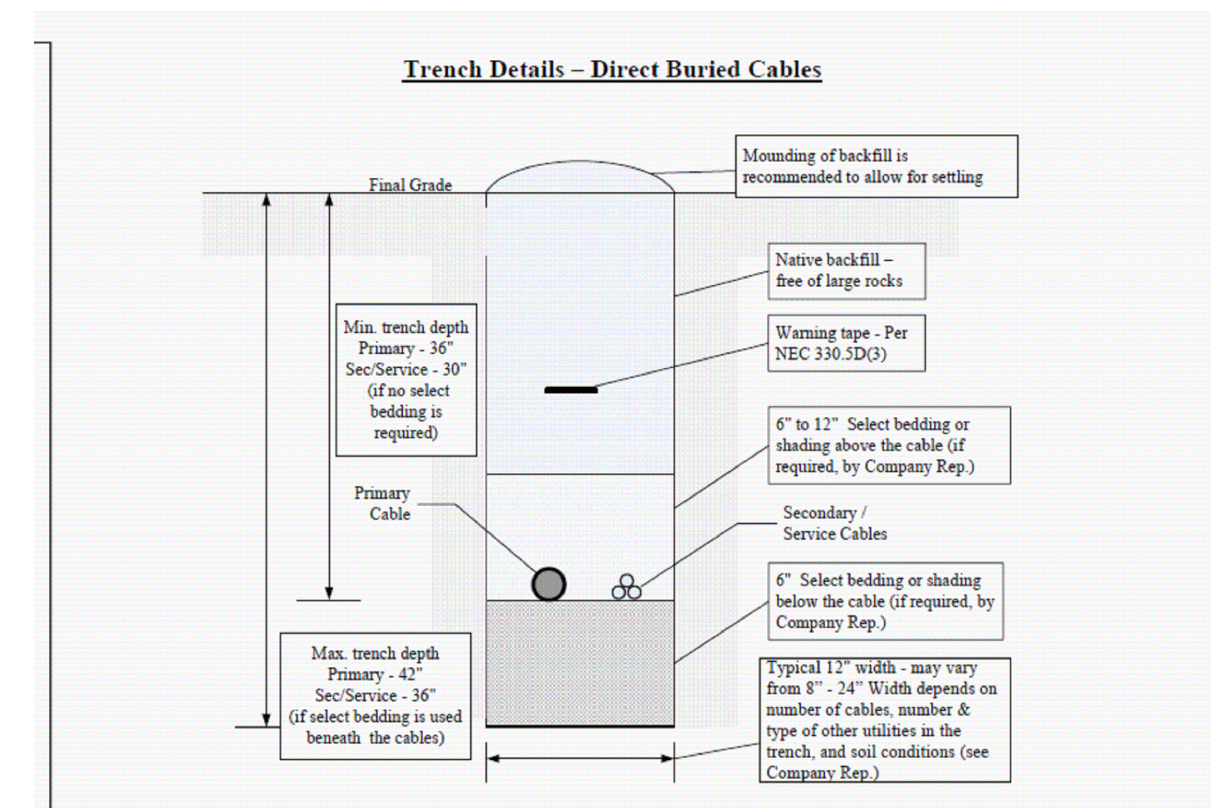 Trench Details – Direct Buried Cables
Mounding of backfill is
recommended to allow for settling
Final Grade
Native backfill –
free of large rocks
Min. trench depth
Primary - 36"
Sec/Service - 30"
(if no select
bedding is
required)
Warning tape - Per
NEC 330.5D(3)
6" to 12"  Select bedding or
shading above the cable (if
required, by Company Rep.)
Primary
Cable
Secondary /
Service Cables
6"  Select bedding or shading
below the cable (if required, by
Company Rep.)
Max. trench depth
Primary - 42"
Sec/Service - 36"
(if select bedding is used
beneath  the cables)
Typical 12" width - may vary
from 8” - 24” Width depends on
number of cables, number &
type of other utilities in the
trench, and soil conditions (see
Company Rep.)